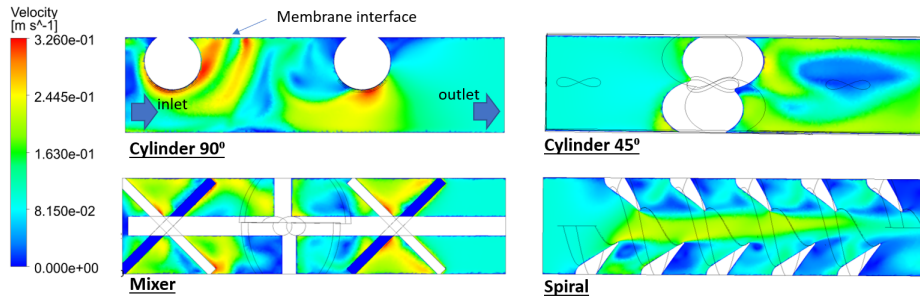 Velocity
[m s^-1]
Membrane interface
3.260e-01
2.445e-01
1.630e-01
8.150e-02
0.000e+00
inlet
outlet
Cylinder 90⁰
Cylinder 45⁰
Mixer
Spiral